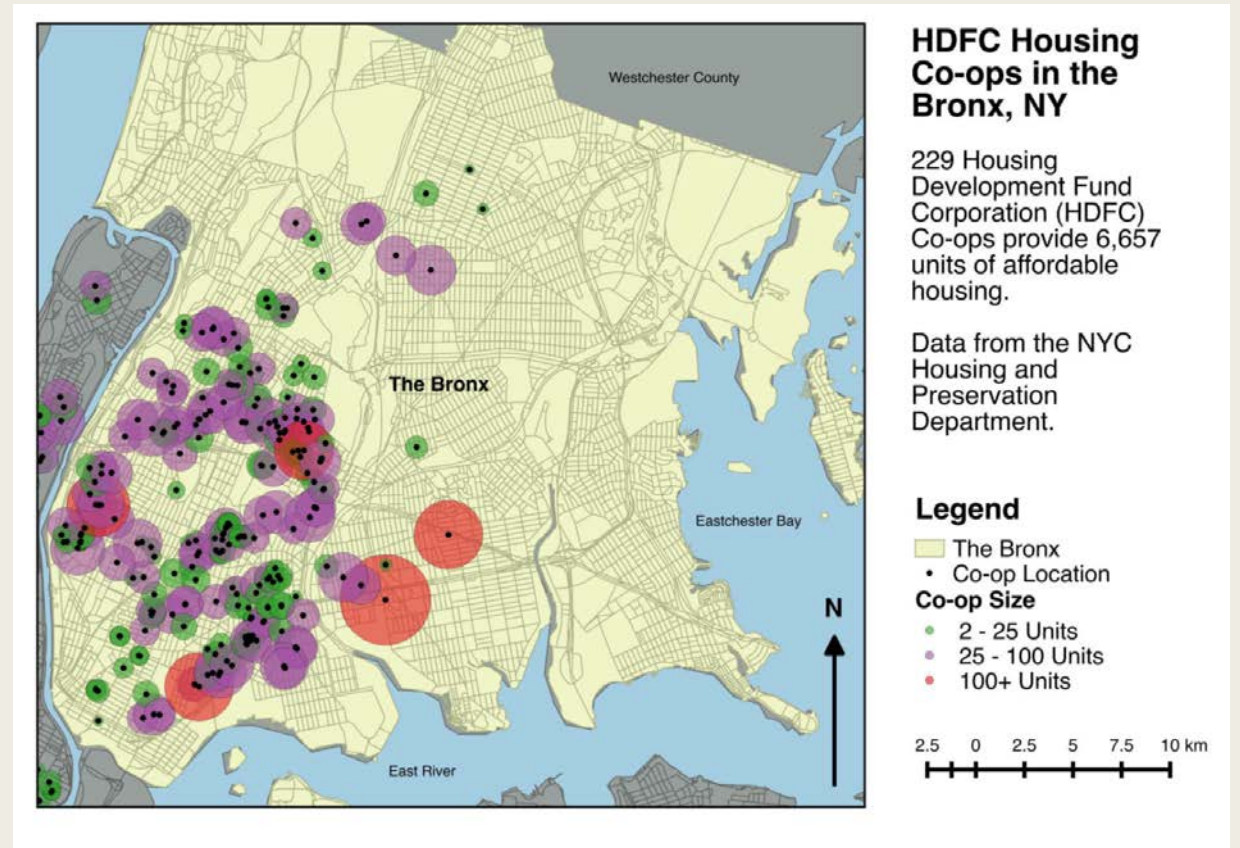 Westchester County
The Bronx
Eastchester Bay
East River
N
HDFC Housing
Co-ops in the
Bronx, NY
229 Housing
Development Fund
Corporation (HDFC)
Co-ops provide 6,657
units of affordable
housing.
Data from the NYC
Housing and
Preservation
Department.
Legend
The Bronx
Co-op Location
Co-op Size
2 - 25 Units
25 - 100 Units
100+ Units
2.5 0 2.5 5 7.5 10 km